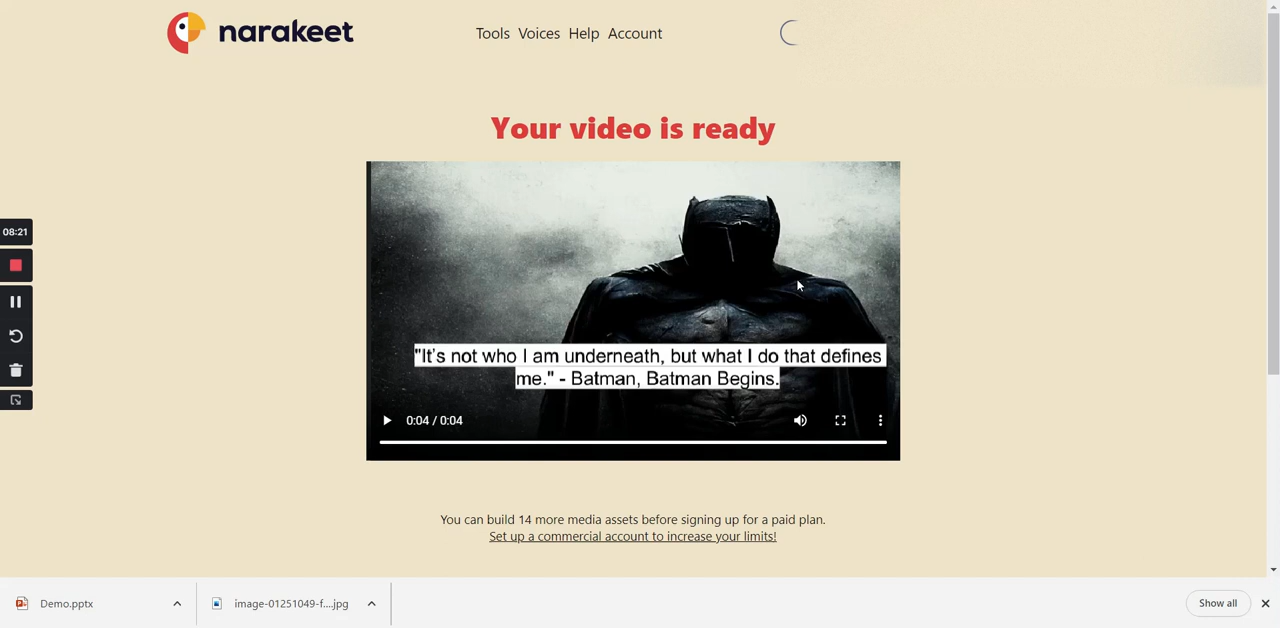 narakeet
Tools Voices Help Account
Your video is ready
08:21
"It's not who I am underneath, but what I do that defines
me." - Batman, Batman Begins.
0:04 / 0:04
You can build 14 more media assets before signing up for a paid plan.
Set up a commercial account to increase your limits!
Demo.pptx
image-01251049-f....jpg
Show all